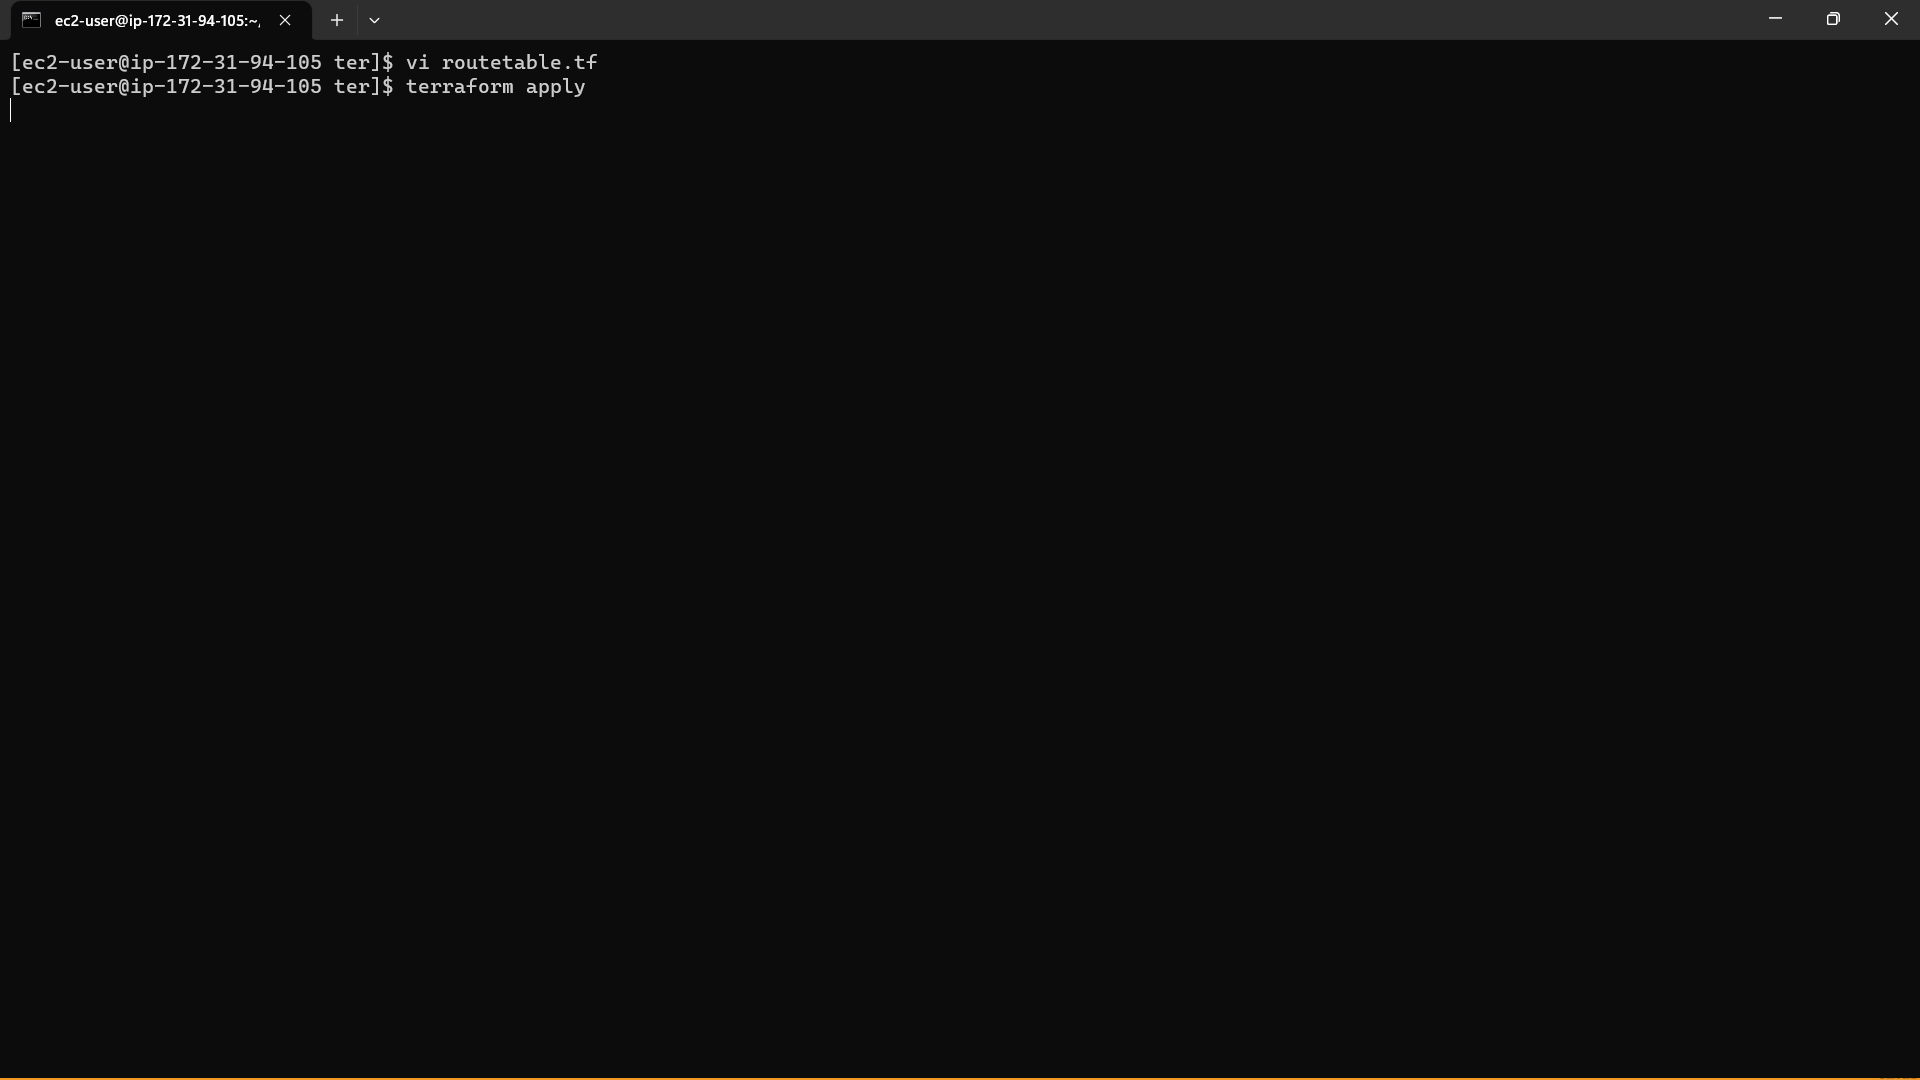 ec2-user@ip-172-31-94-105:~,
[ec2-user@ip-172-31-94-105 ter]$ vi routetable.tf
[ec2-user@ip-172-31-94-105 ter]$ terraform apply